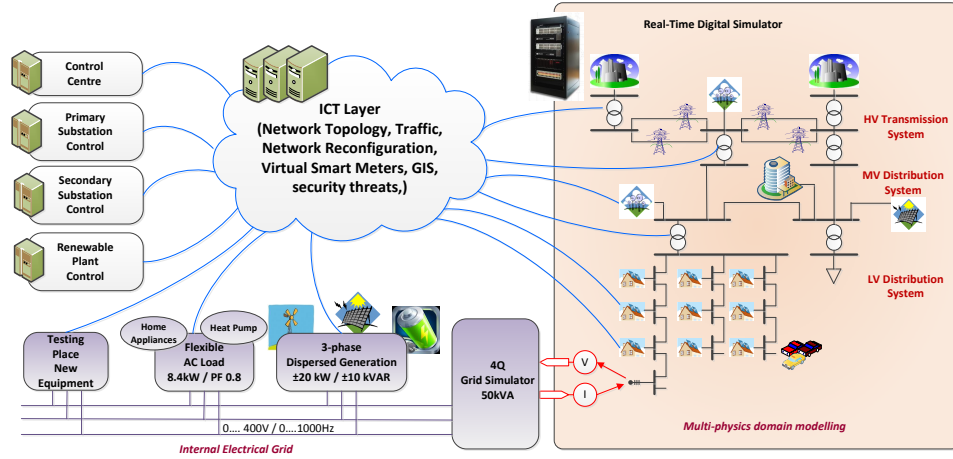 Real-Time Digital Simulator
Control
Centre
Primary
Substation
Control
Secondary
Substation
Control
Renewable
Plant
Control
ICT Layer
(Network Topology, Traffic,
Network Reconfiguration,
Virtual Smart Meters, GIS,
security threats,)
HV Transmission
System
MV Distribution
System
LV Distribution
System
Testing
Place
New
Equipment
Home
Appliances
Heat Pump
Flexible
AC Load
8.4kW / PF 0.8
3-phase
Dispersed Generation
±20 kW / ±10 kVAR
4Q
Grid Simulator
50kVA
V
I
0.... 400V / 0....1000Hz
Internal Electrical Grid
Multi-physics domain modelling